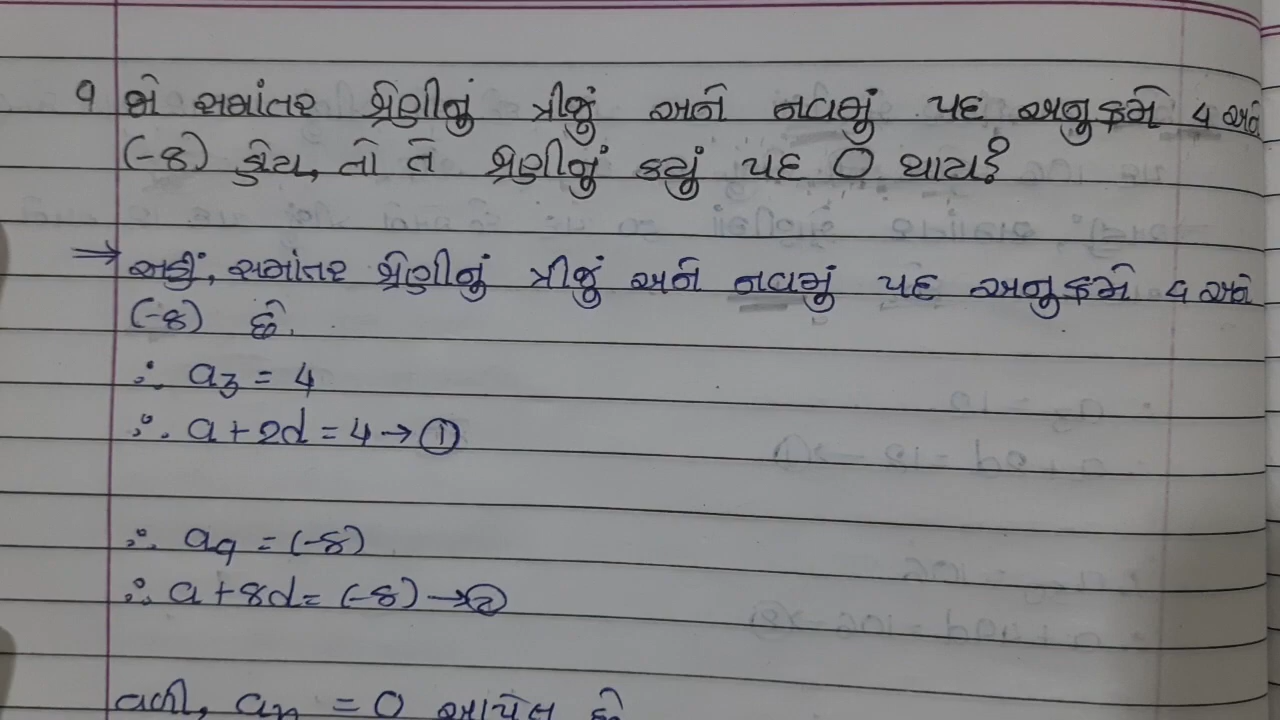 ૧ જો સમાંતર શ્રેણીનું ત્રીજું અને નવમું પદ અનુક્રમે 4 અને
(-8) હોય, તો તે શ્રેણીનું કયું પદ 0 થાય?
→ અહીં, સમાંતર શ્રેણીનું ત્રીજું અને નવમું પદ અનુક્રમે 4 અને
(-8) છે.
∴ a₃ = 4
∴ a + 2d = 4 → ①
∴ a₉ = (-8)
∴ a + 8d = (-8) → ②
વળી, aₙ = 0 આપેલ છે